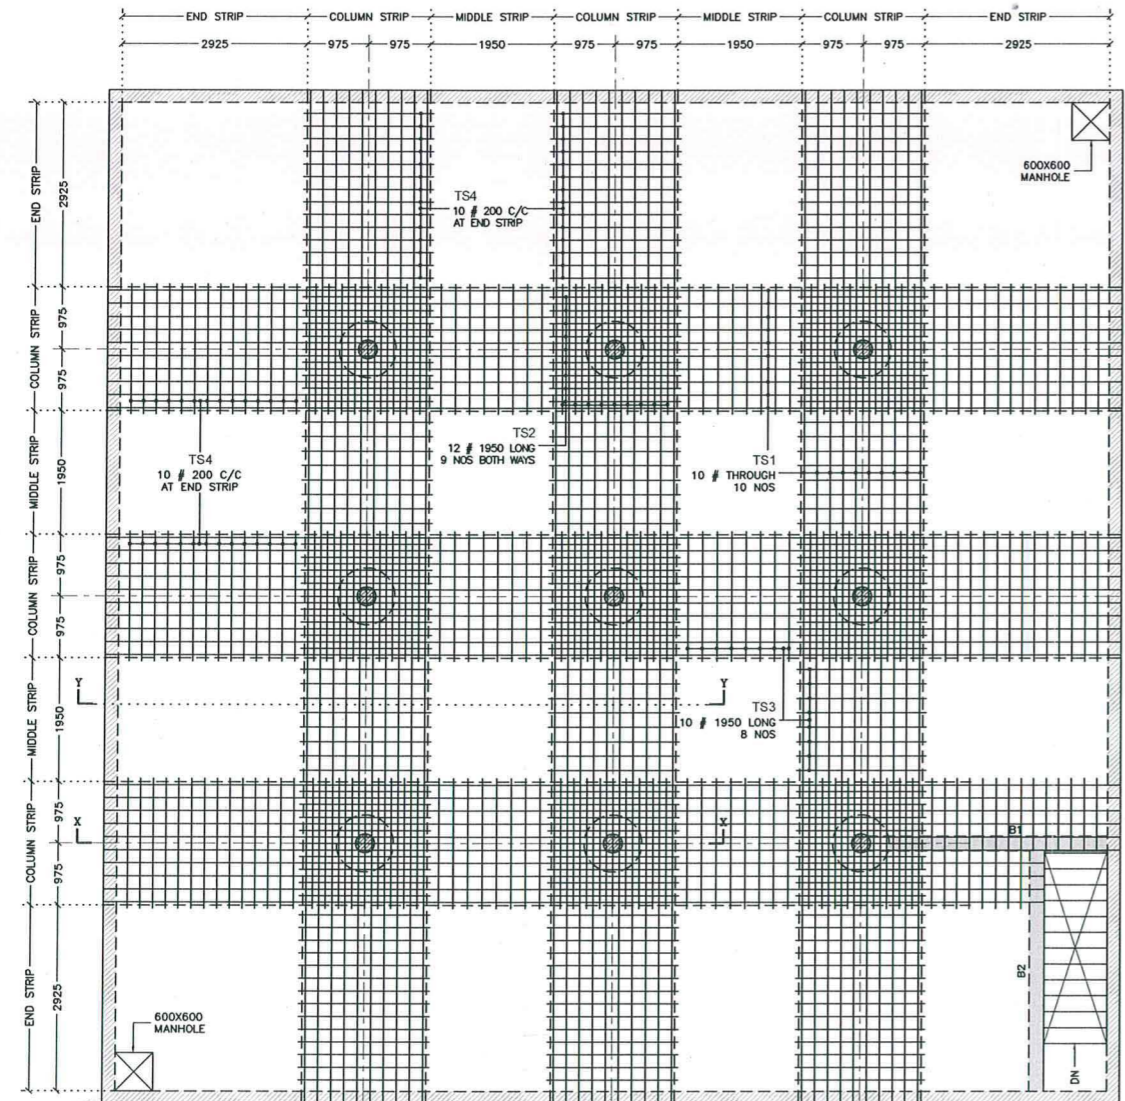 END STRIP COLUMN STRIP MIDDLE STRIP COLUMN STRIP MIDDLE STRIP COLUMN STRIP END STRIP
2925 975 975 1950 975 975 1950 975 975 2925
END STRIP
2925
600X600
MANHOLE
TS4
10 # 200 C/C
AT END STRIP
COLUMN STRIP
975
975
TS2
12 # 1950 LONG
9 NOS BOTH WAYS
TS4
10 # 200 C/C
AT END STRIP
TS1
10 # THROUGH
10 NOS
MIDDLE STRIP
1950
COLUMN STRIP
975
975
Y Y
TS3
10 # 1950 LONG
8 NOS
MIDDLE STRIP
1950
COLUMN STRIP
975
975
X X
B1
B2
END STRIP
2925
600X600
MANHOLE
DN